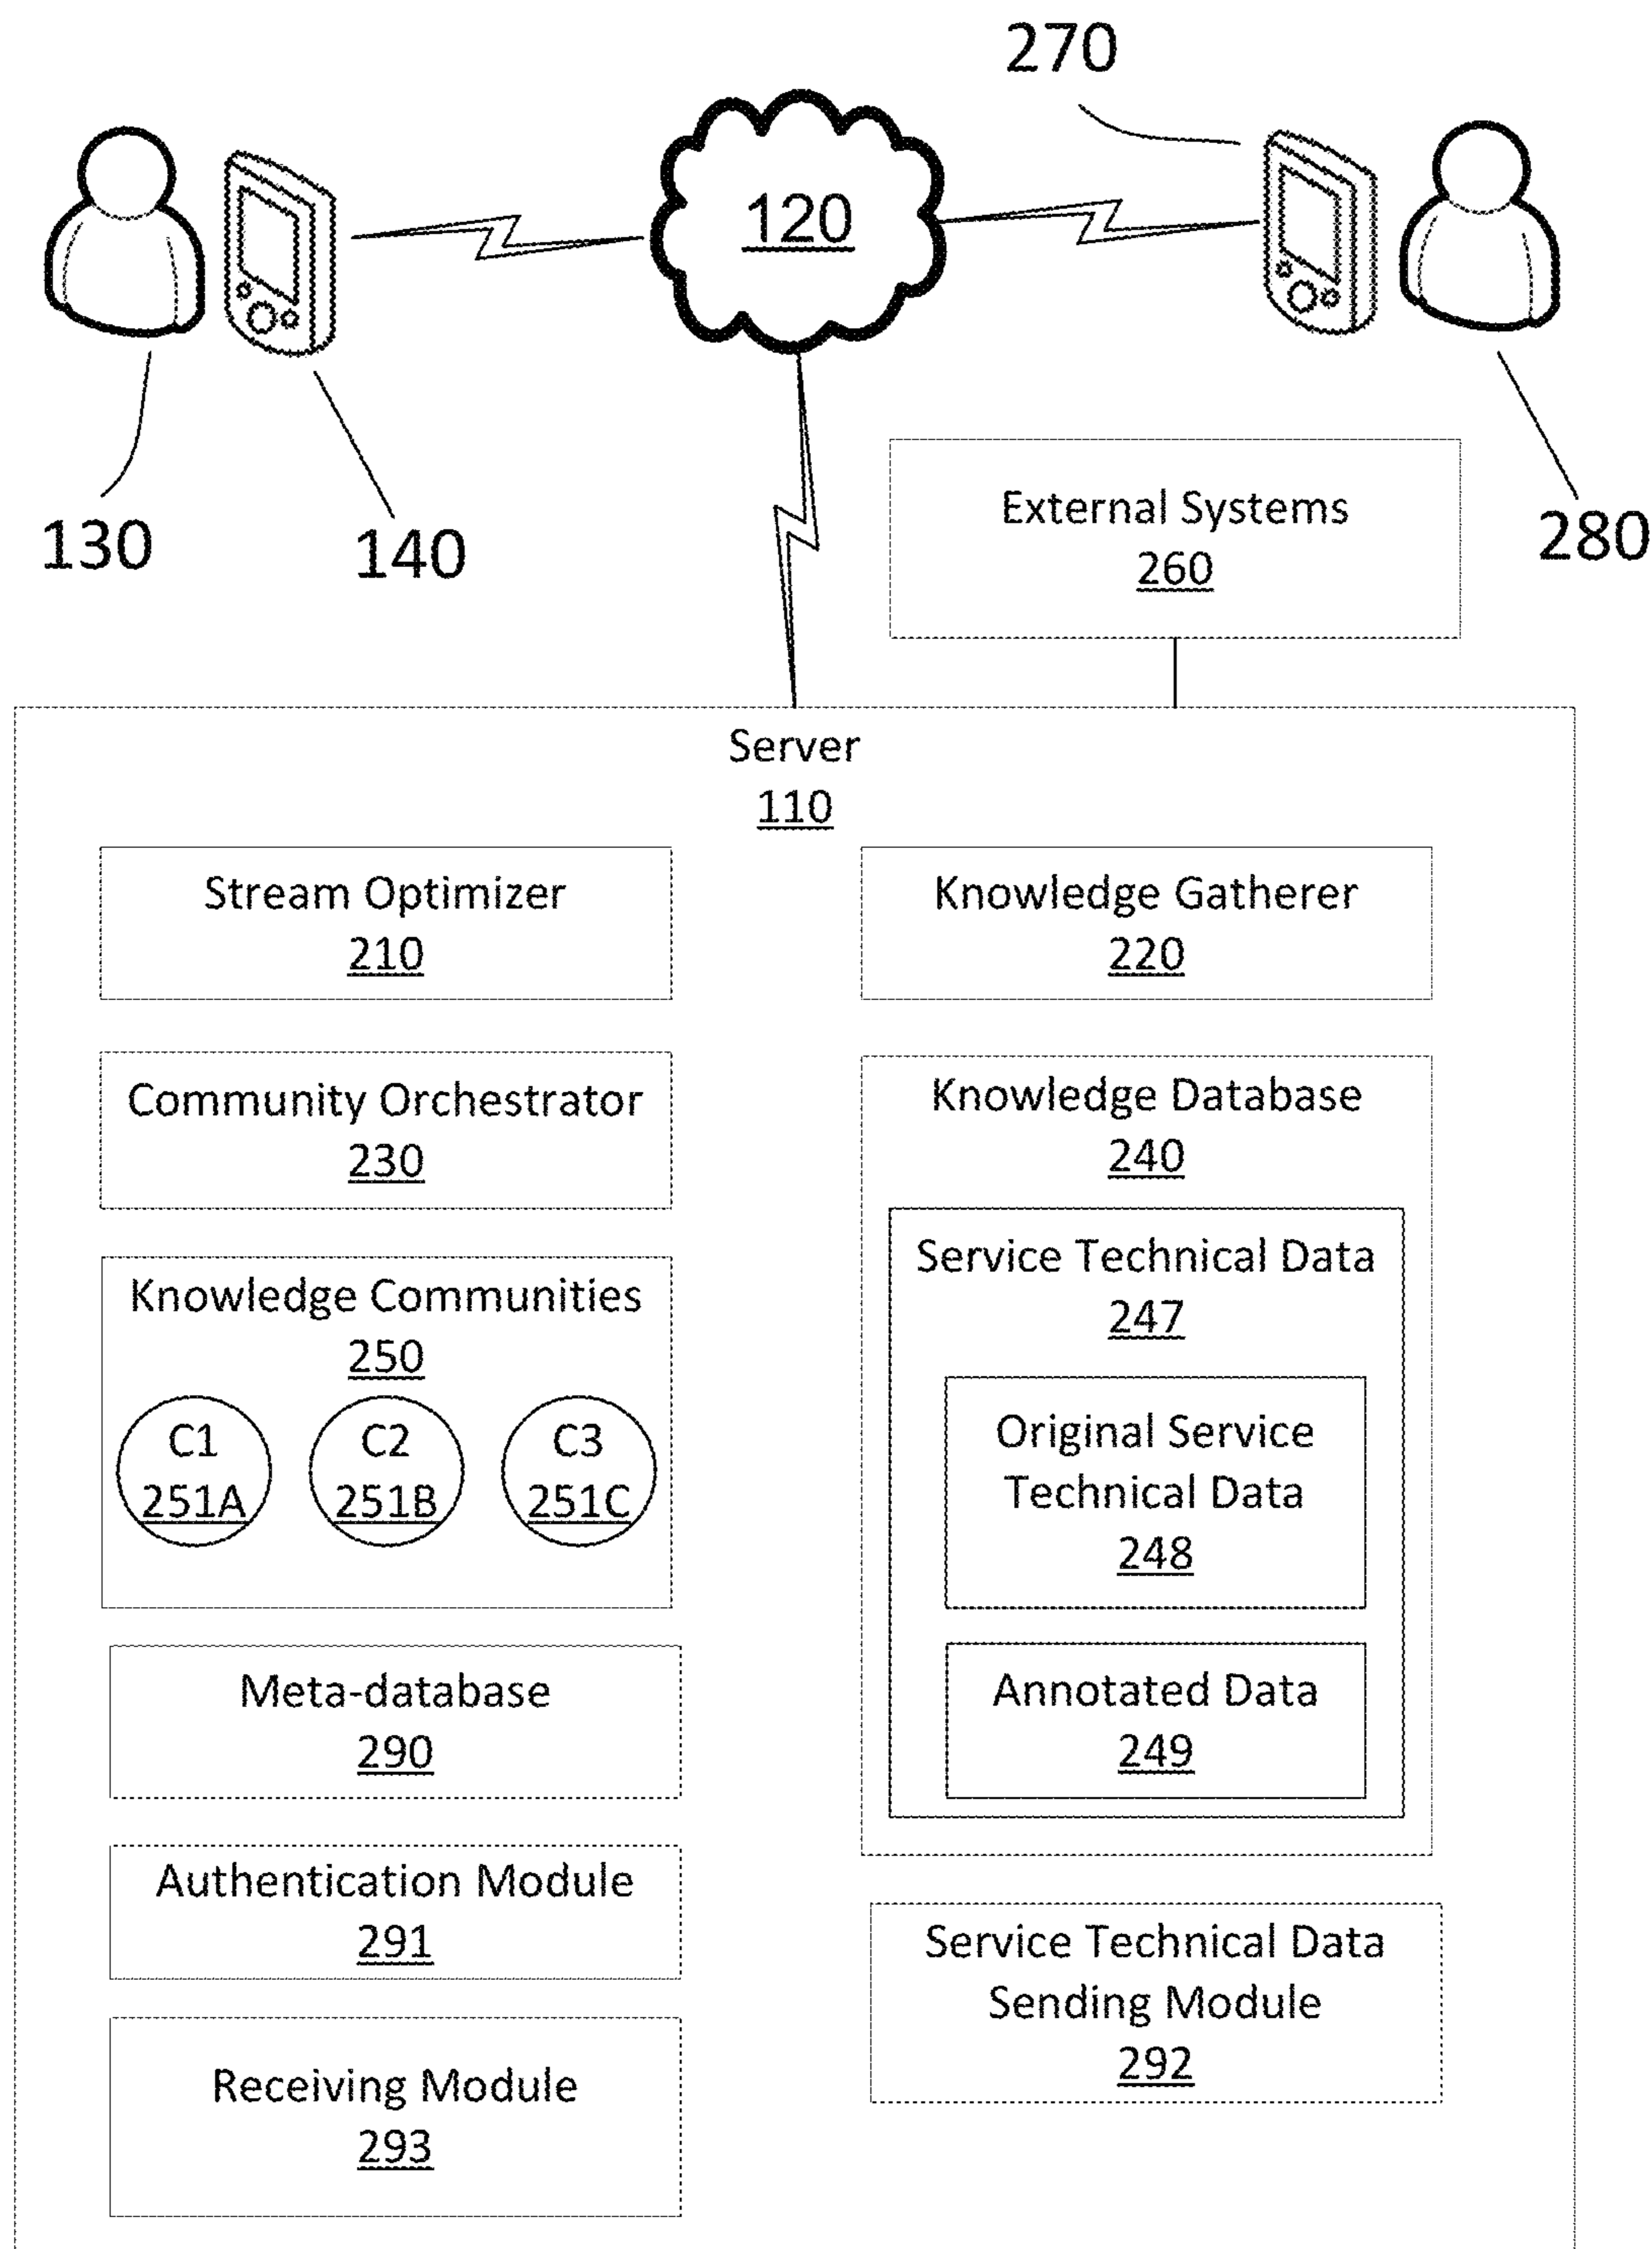 270
120
130
140
280
External Systems
260
Server
110
Stream Optimizer
210
Knowledge Gatherer
220
Community Orchestrator
230
Knowledge Database
240
Service Technical Data
247
Original Service
Technical Data
248
Annotated Data
249
Knowledge Communities
250
C1
251A
C2
251B
C3
251C
Meta-database
290
Authentication Module
291
Service Technical Data
Sending Module
292
Receiving Module
293